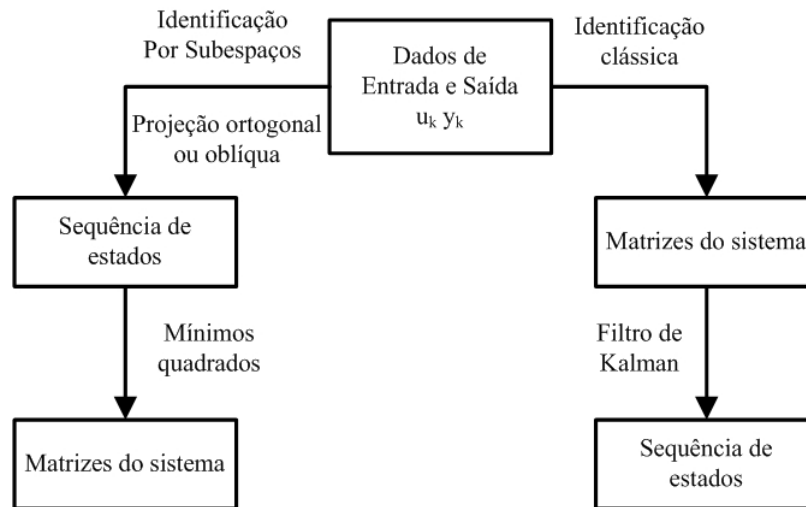 Identificação
Por Subespaços
Dados de
Entrada e Saída
uₖ yₖ
Identificação
clássica
Projeção ortogonal
ou oblíqua
Sequência de
estados
Matrizes do sistema
Mínimos
quadrados
Filtro de
Kalman
Matrizes do sistema
Sequência de
estados